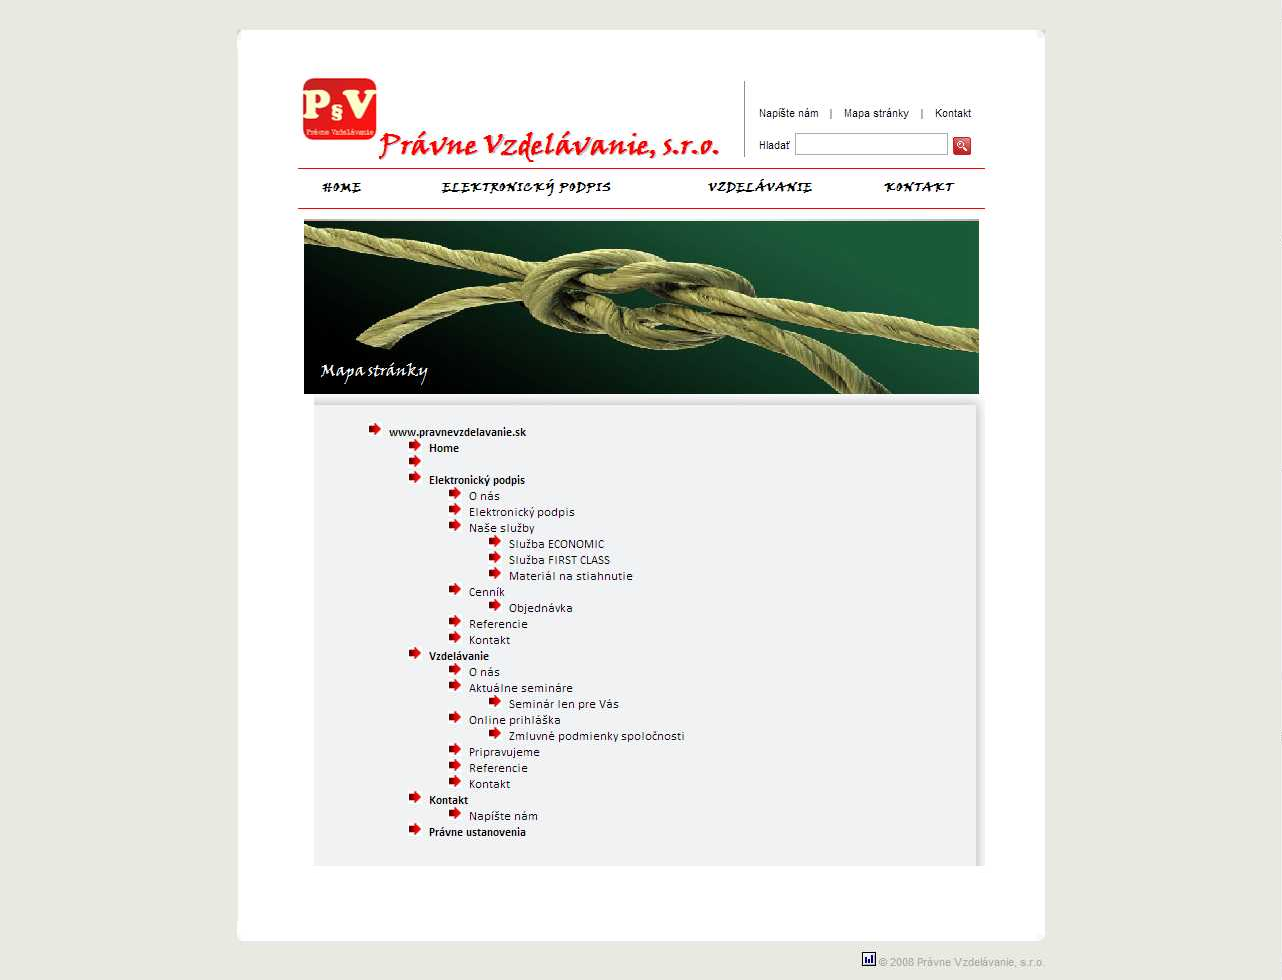 P§V
Právne Vzdelávanie
Právne Vzdelávanie, s.r.o.
Napíšte nám | Mapa stránky | Kontakt
Hladať
HOME ELEKTRONICKÝ PODPIS VZDELÁVANIE KONTAKT
Mapa stránky
www.pravnevzdelavanie.sk
Home
Elektronický podpis
O nás
Elektronický podpis
Naše služby
Služba ECONOMIC
Služba FIRST CLASS
Materiál na stiahnutie
Cenník
Objednávka
Referencie
Kontakt
Vzdelávanie
O nás
Aktuálne semináre
Seminár len pre Vás
Online prihláška
Zmluvné podmienky spoločnosti
Pripravujeme
Referencie
Kontakt
Kontakt
Napíšte nám
Právne ustanovenia
© 2008 Právne Vzdelávanie, s.r.o.